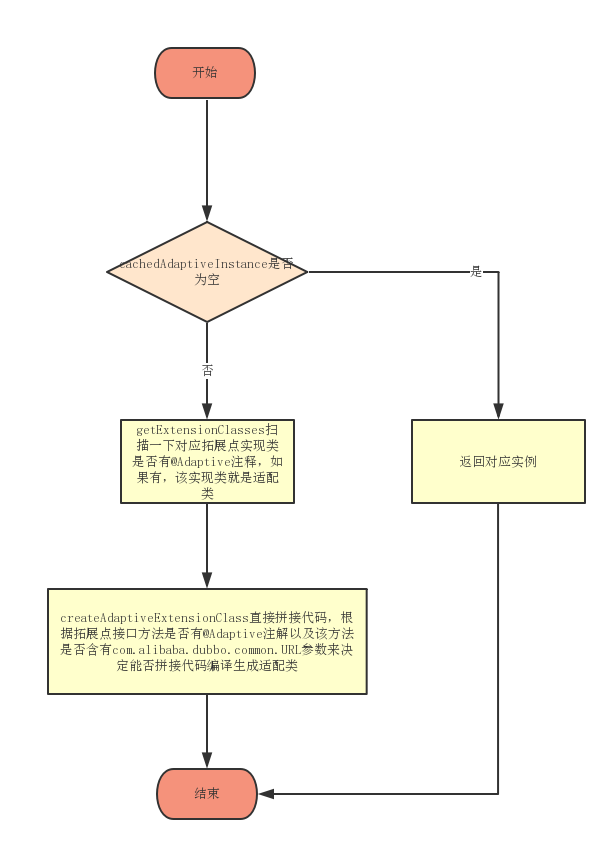 开始
cachedAdaptiveInstance是否
为空
是
否
getExtensionClasses扫
描一下对应拓展点实现类
是否有@Adaptive注释，如
果有，该实现类就是适配
类
返回对应实例
createAdaptiveExtensionClass直接拼接代码，根
据拓展点接口方法是否有@Adaptive注解以及该方法
是否含有com.alibaba.dubbo.common.URL参数来决
定能否拼接代码编译生成适配类
结束